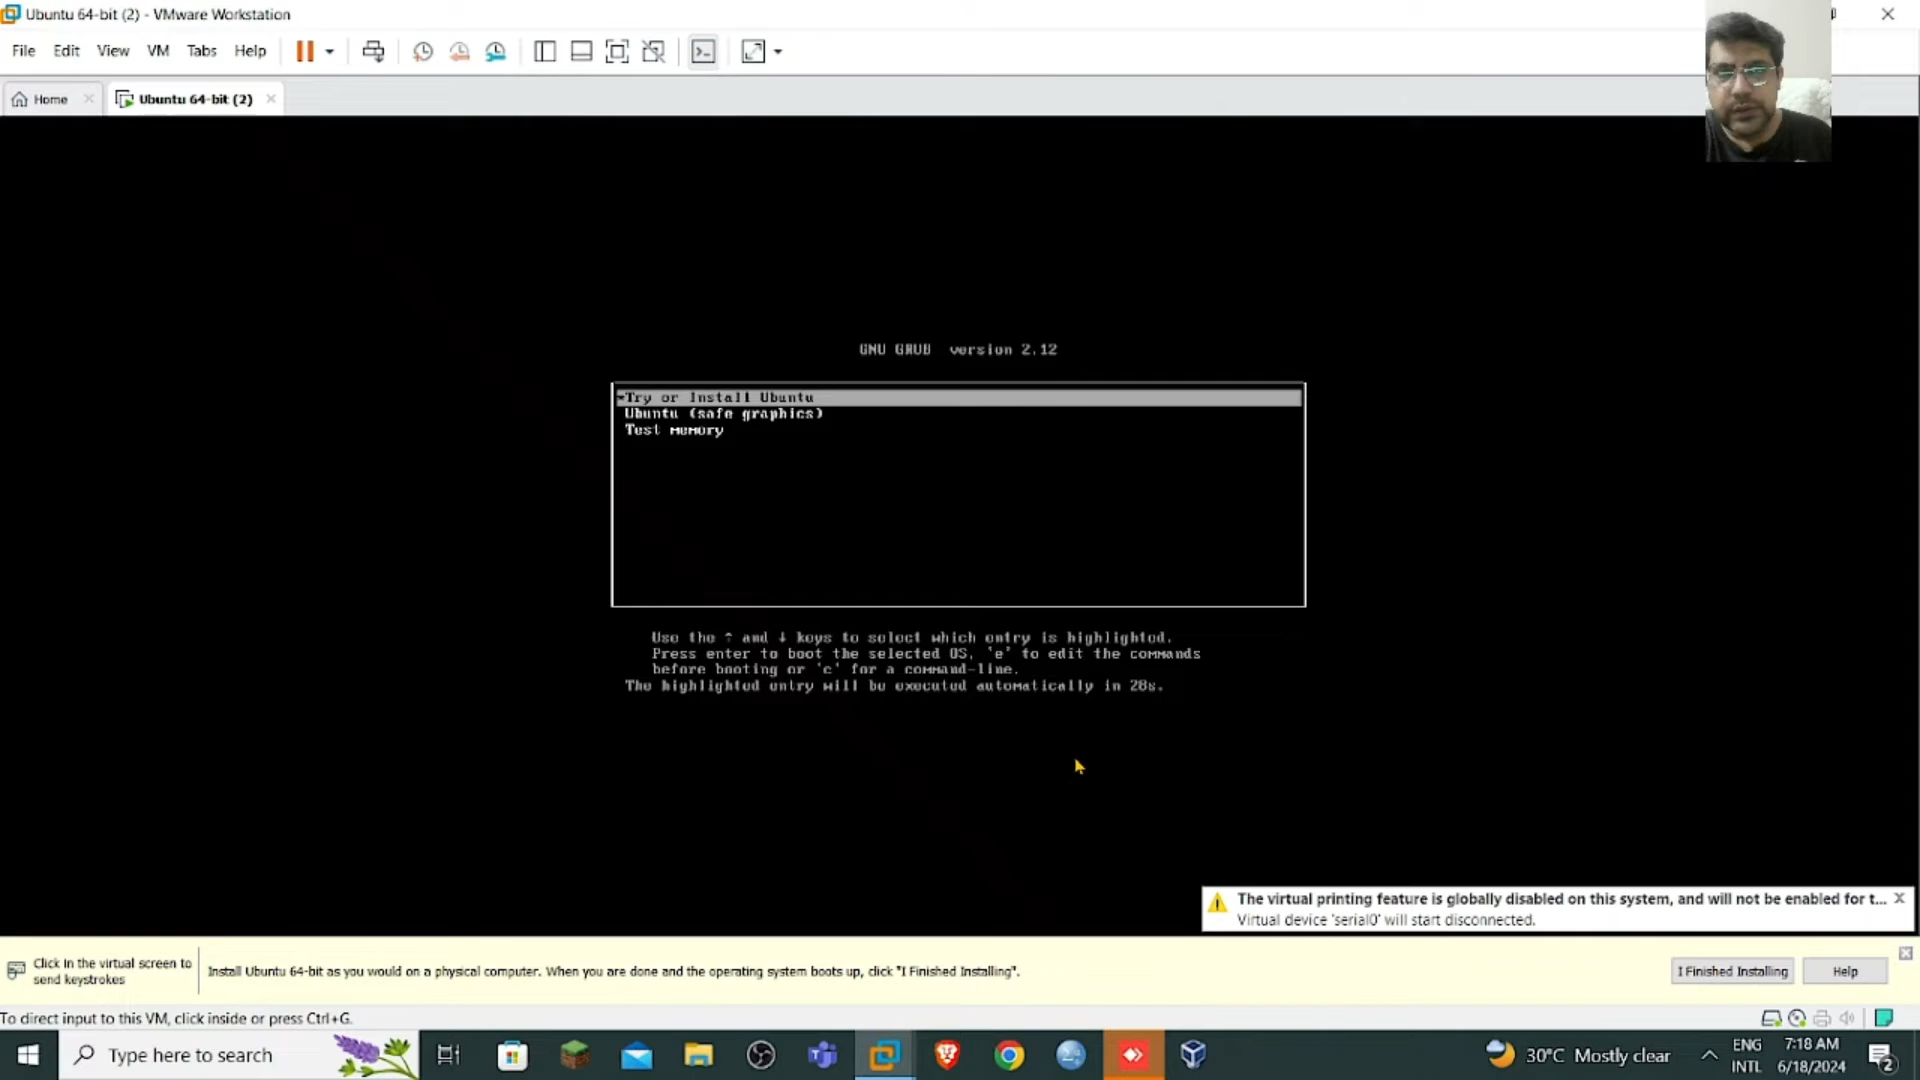 Ubuntu 64-bit (2) - VMware Workstation
File Edit View VM Tabs Help
Home
Ubuntu 64-bit (2)
GNU GRUB version 2.12
*Try or Install Ubuntu
Ubuntu (safe graphics)
Test memory
Use the ↑ and ↓ keys to select which entry is highlighted.
Press enter to boot the selected OS, 'e' to edit the commands
before booting or 'c' for a command-line.
The highlighted entry will be executed automatically in 28s.
The virtual printing feature is globally disabled on this system, and will not be enabled for t...
Virtual device 'serial0' will start disconnected.
Click in the virtual screen to
send keystrokes
Install Ubuntu 64-bit as you would on a physical computer. When you are done and the operating system boots up, click "I Finished Installing".
I Finished Installing
Help
To direct input to this VM, click inside or press Ctrl+G.
Type here to search
30°C Mostly clear
ENG
INTL
7:18 AM
6/18/2024
2